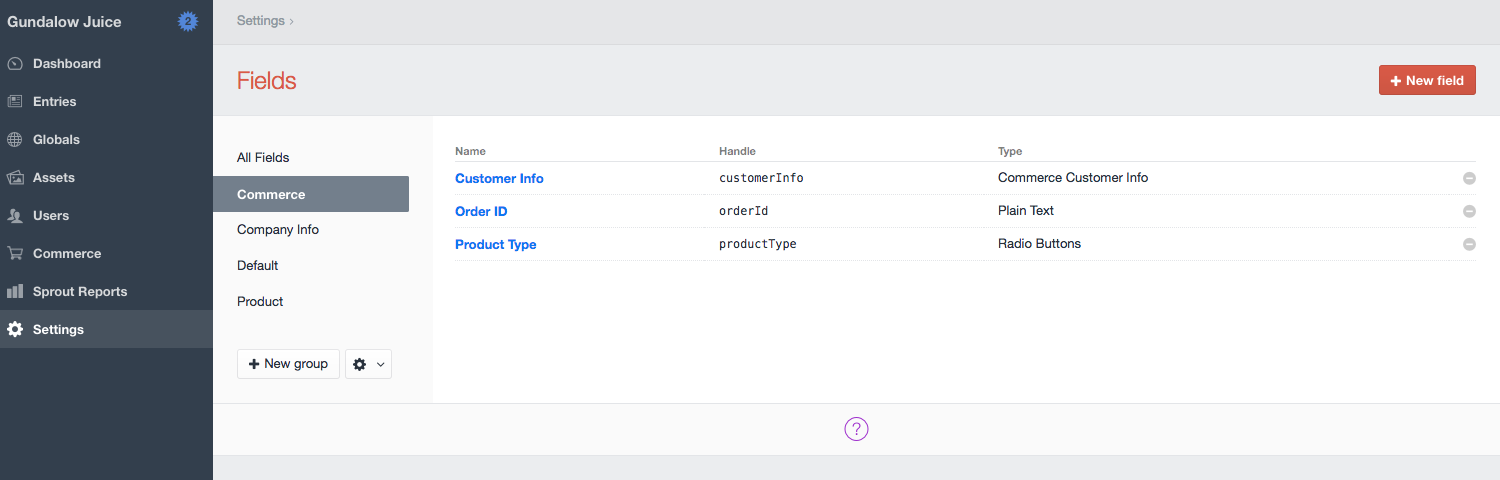 Gundalow Juice 2
Dashboard
Entries
Globals
Assets
Users
Commerce
Sprout Reports
Settings
Settings ›
Fields
New field
All Fields
Commerce
Company Info
Default
Product
New group
Name Handle Type
Customer Info customerInfo Commerce Customer Info
Order ID orderId Plain Text
Product Type productType Radio Buttons
?